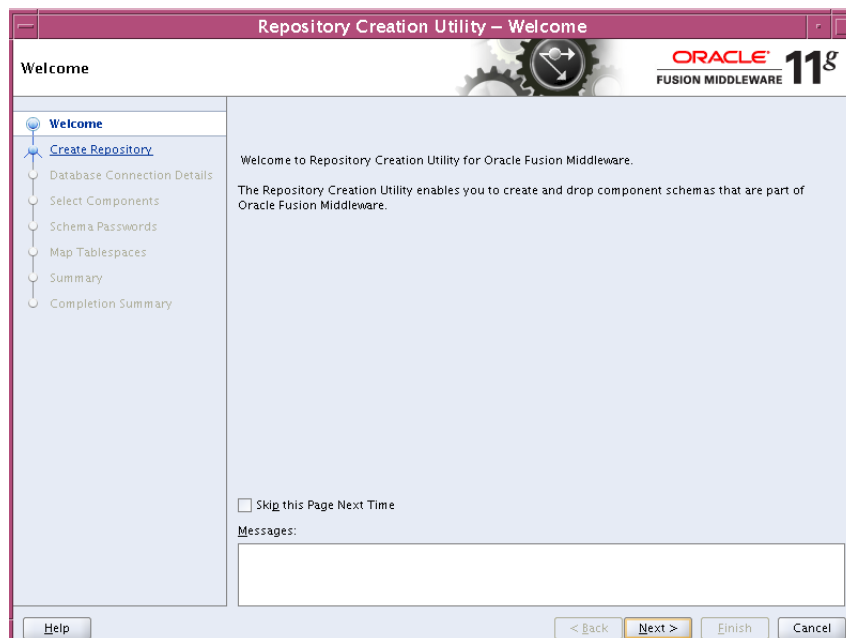 Repository Creation Utility – Welcome
Welcome
ORACLE
FUSION MIDDLEWARE
11g
Welcome
Create Repository
Database Connection Details
Select Components
Schema Passwords
Map Tablespaces
Summary
Completion Summary
Welcome to Repository Creation Utility for Oracle Fusion Middleware.
The Repository Creation Utility enables you to create and drop component schemas that are part of
Oracle Fusion Middleware.
Skip this Page Next Time
Messages:
Help
< Back
Next >
Finish
Cancel